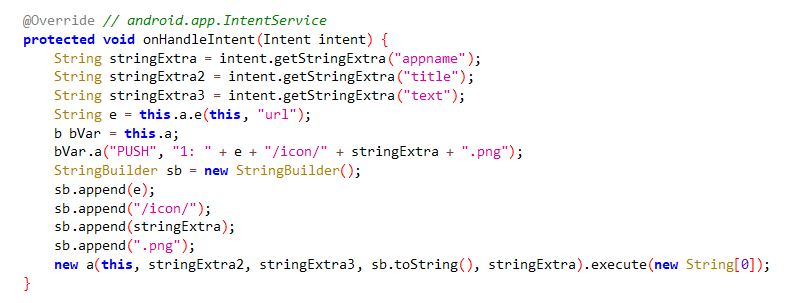 @Override // android.app.IntentService
protected void onHandleIntent(Intent intent) {
    String stringExtra = intent.getStringExtra("appname");
    String stringExtra2 = intent.getStringExtra("title");
    String stringExtra3 = intent.getStringExtra("text");
    String e = this.a.e(this, "url");
    b bVar = this.a;
    bVar.a("PUSH", "1: " + e + "/icon/" + stringExtra + ".png");
    StringBuilder sb = new StringBuilder();
    sb.append(e);
    sb.append("/icon/");
    sb.append(stringExtra);
    sb.append(".png");
    new a(this, stringExtra2, stringExtra3, sb.toString(), stringExtra).execute(new String[0]);
}